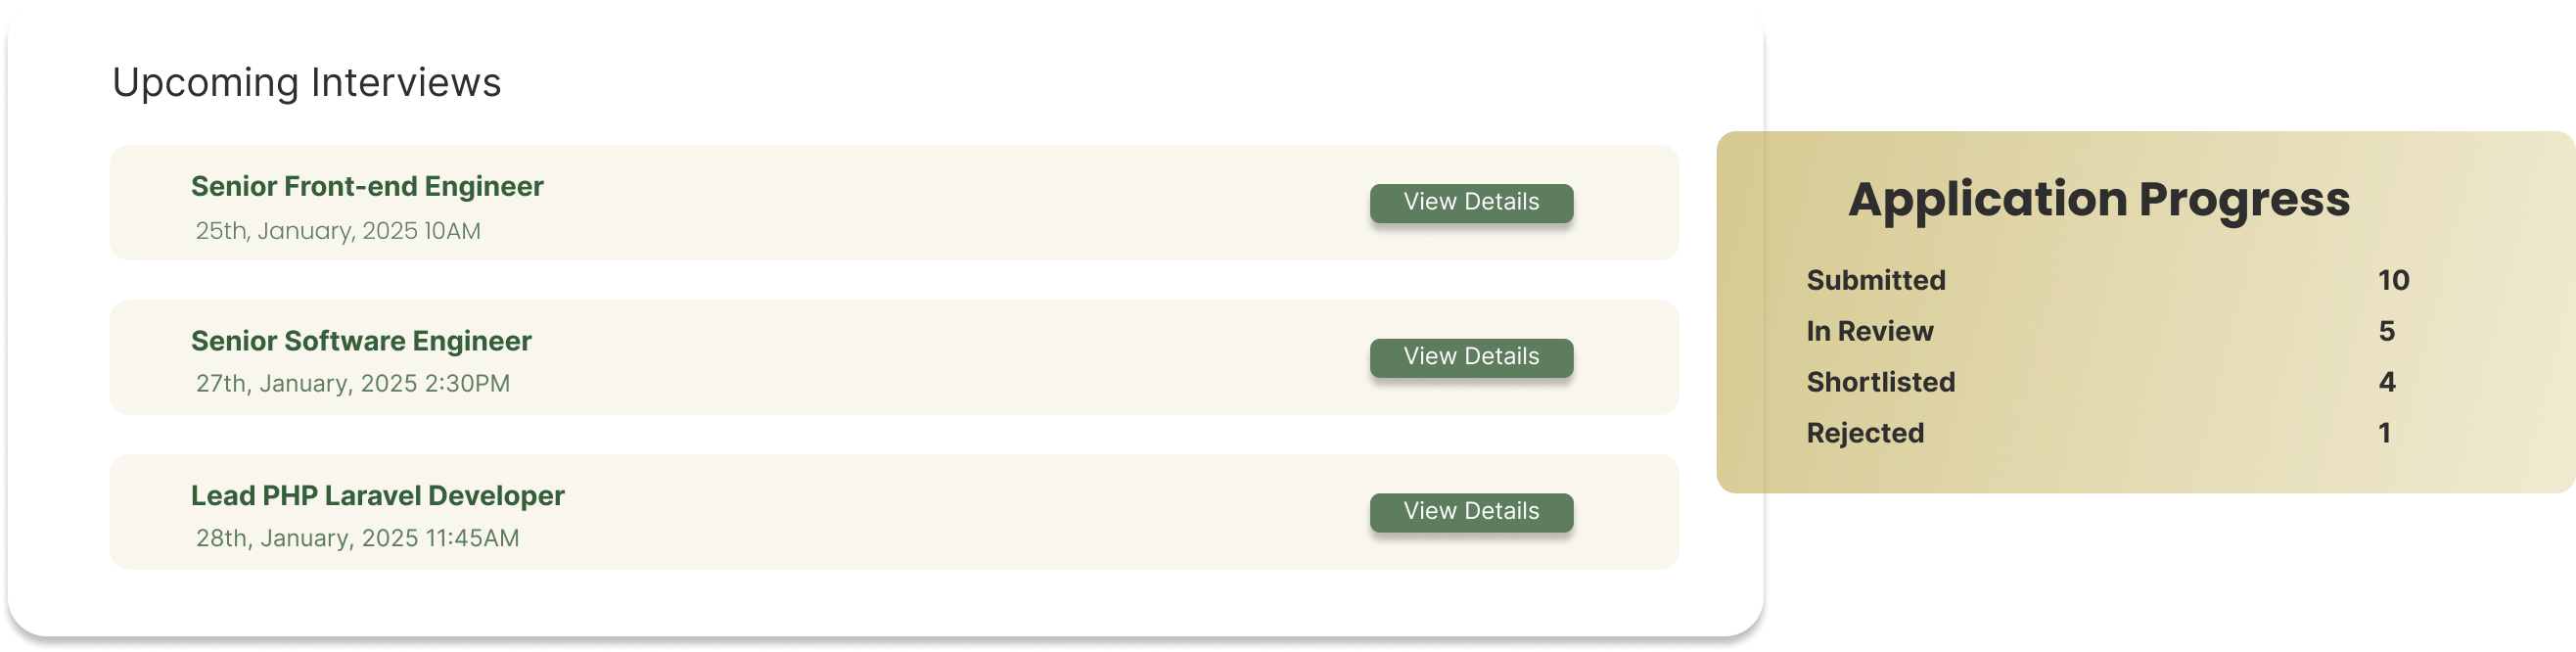 Upcoming Interviews
Senior Front-end Engineer
25th, January, 2025 10AM
View Details
Senior Software Engineer
27th, January, 2025 2:30PM
View Details
Lead PHP Laravel Developer
28th, January, 2025 11:45AM
View Details
Application Progress
Submitted 10
In Review 5
Shortlisted 4
Rejected 1